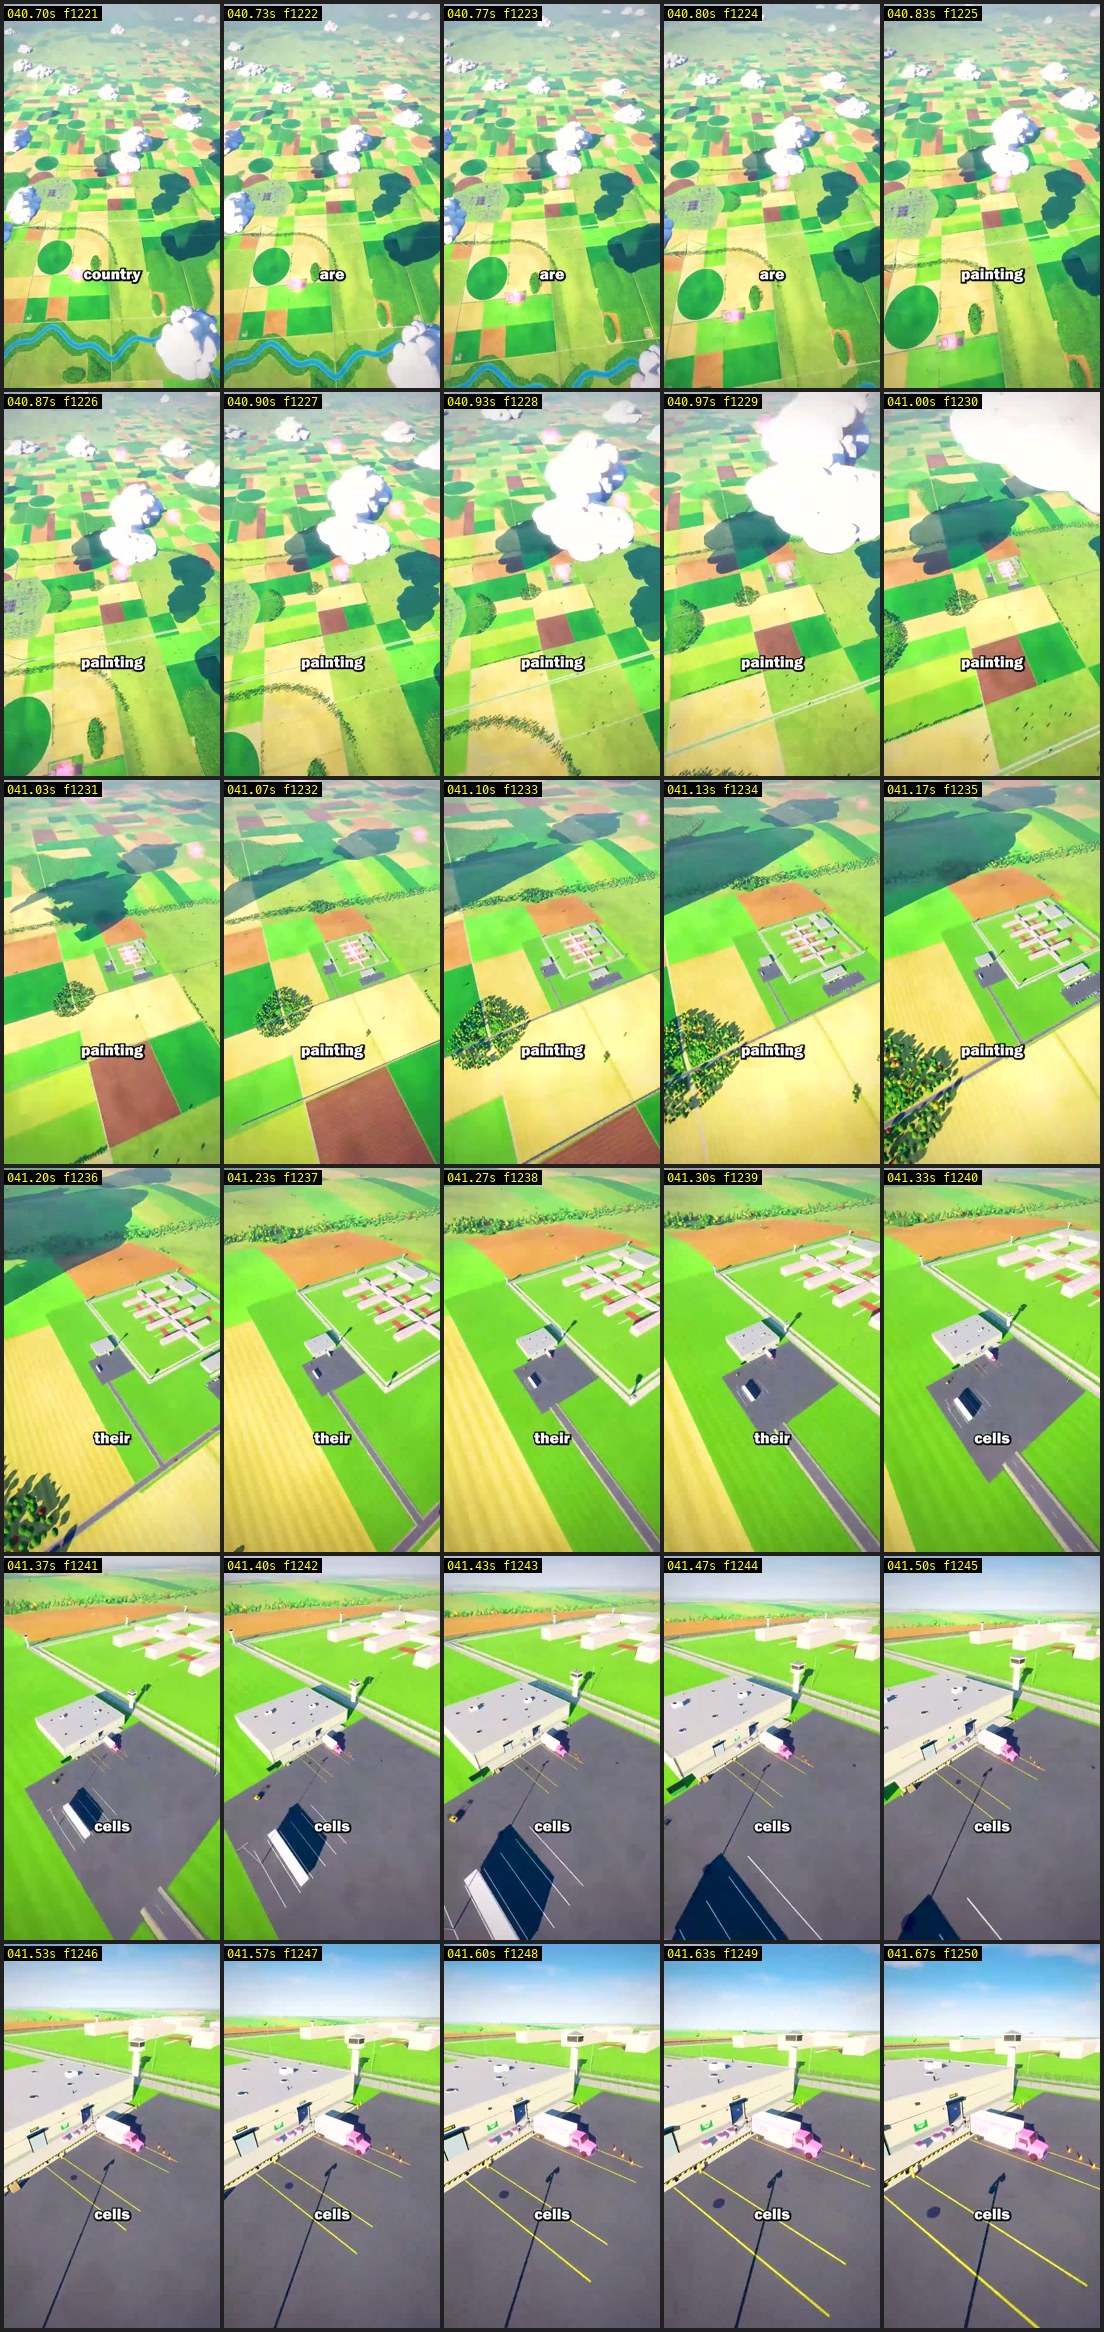 040.70s f1221
040.73s f1222
040.77s f1223
040.80s f1224
040.83s f1225
country
are
are
are
painting
040.87s f1226
040.90s f1227
040.93s f1228
040.97s f1229
041.00s f1230
painting
painting
painting
painting
painting
041.03s f1231
041.07s f1232
041.10s f1233
041.13s f1234
041.17s f1235
painting
painting
painting
painting
painting
041.20s f1236
041.23s f1237
041.27s f1238
041.30s f1239
041.33s f1240
their
their
their
their
cells
041.37s f1241
041.40s f1242
041.43s f1243
041.47s f1244
041.50s f1245
cells
cells
cells
cells
cells
041.53s f1246
041.57s f1247
041.60s f1248
041.63s f1249
041.67s f1250
cells
cells
cells
cells
cells